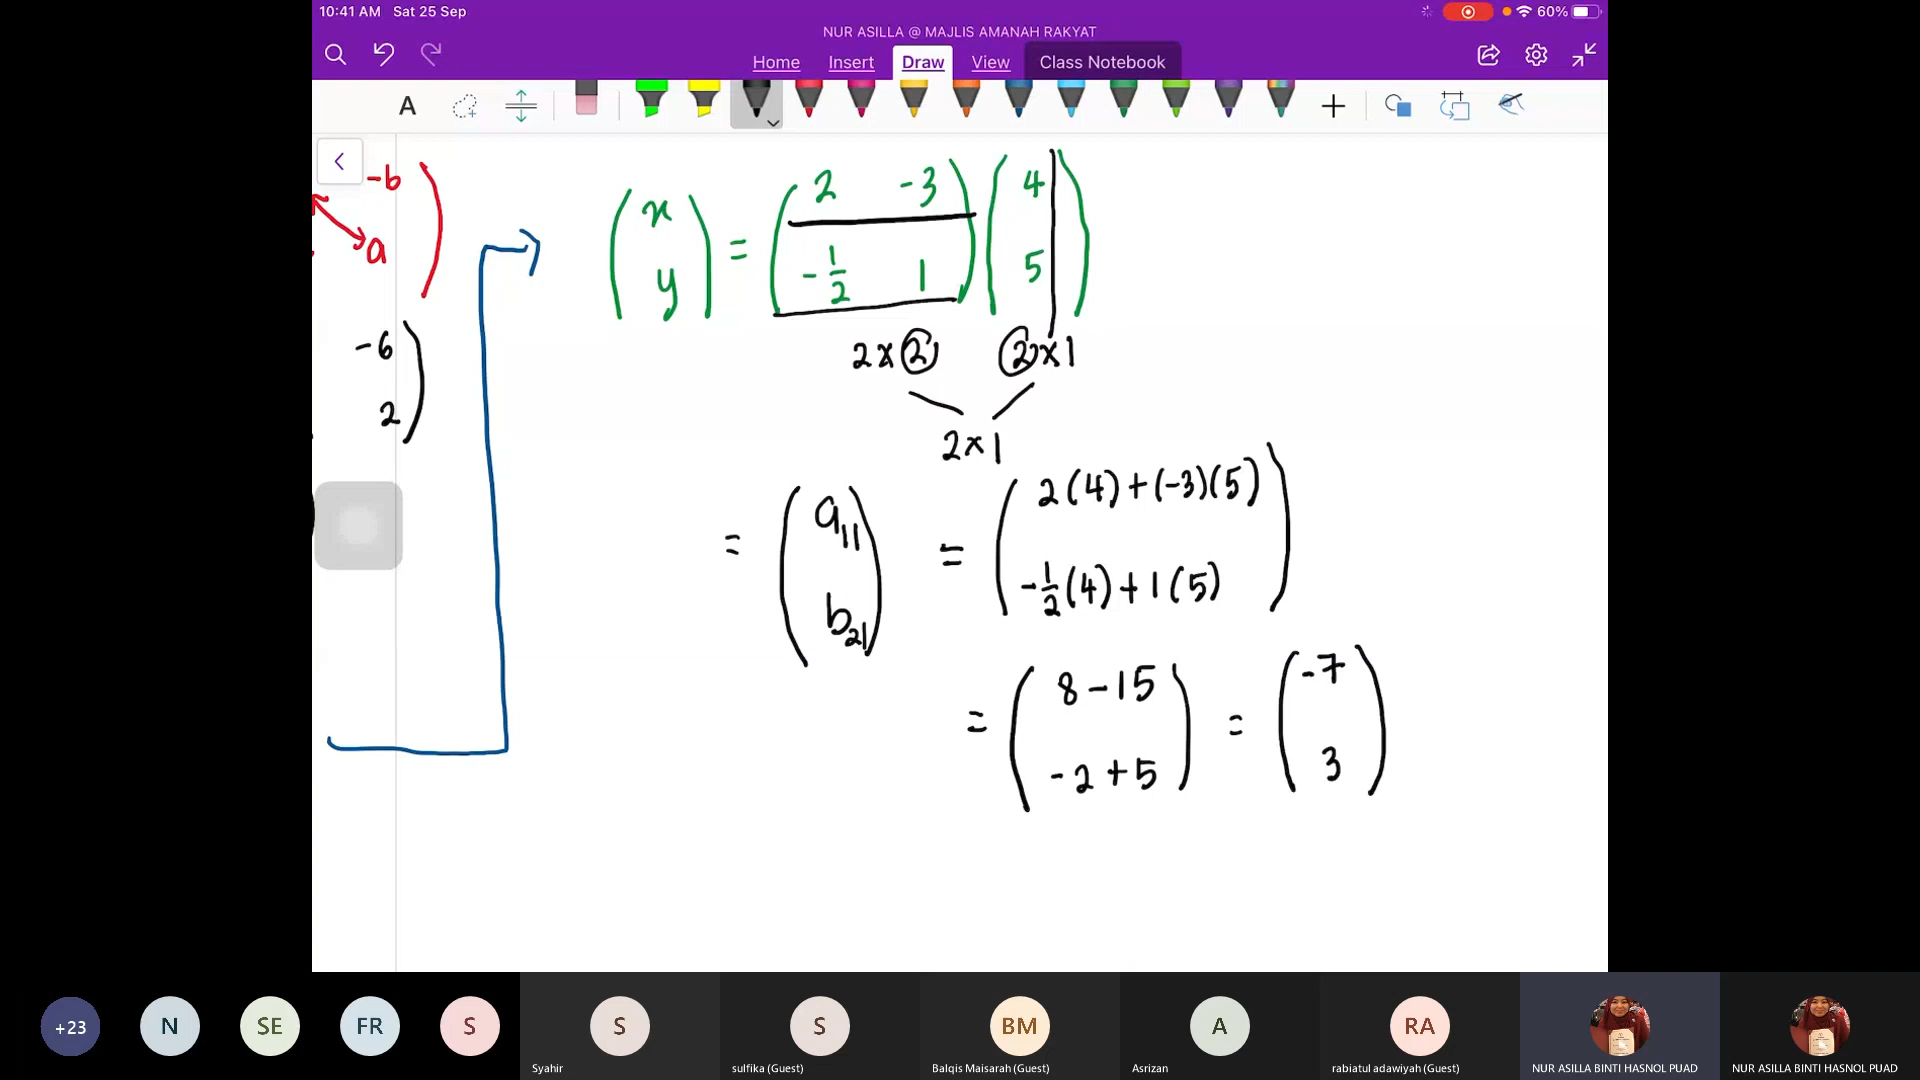 10:41 AM Sat 25 Sep
60%
NUR ASILLA @ MAJLIS AMANAH RAKYAT
Home Insert Draw View Class Notebook
A
-b
a
-6
2
(x y) = (2 -3 -1/2 1) (4 5)
2x2 2x1
2x1
= (a11 b21) = (2(4)+(-3)(5) -1/2(4)+1(5))
= (8-15 -2+5) = (-7 3)
+23 N SE FR S S S BM A RA
Syahir sulfika (Guest) Balqis Maisarah (Guest) Asrizan rabiatul adawiyah (Guest) NUR ASILLA BINTI HASNOL PUAD NUR ASILLA BINTI HASNOL PUAD